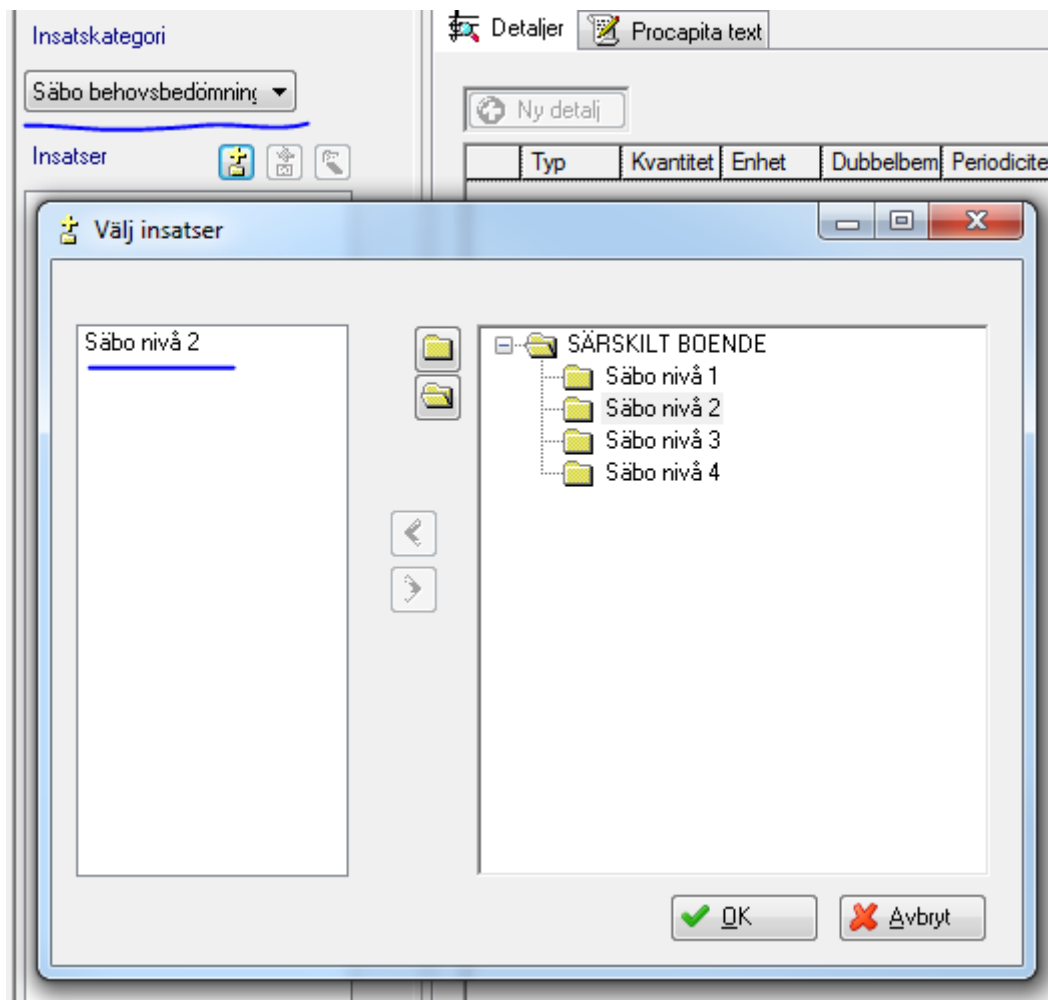 Insatskategori
Säbo behovsbedömning
Insatser
Detaljer
Procapita text
Ny detalj
Typ Kvantitet Enhet Dubbelbem Periodicite
Välj insatser
Säbo nivå 2
SÄRSKILT BOENDE
Säbo nivå 1
Säbo nivå 2
Säbo nivå 3
Säbo nivå 4
OK
Avbryt